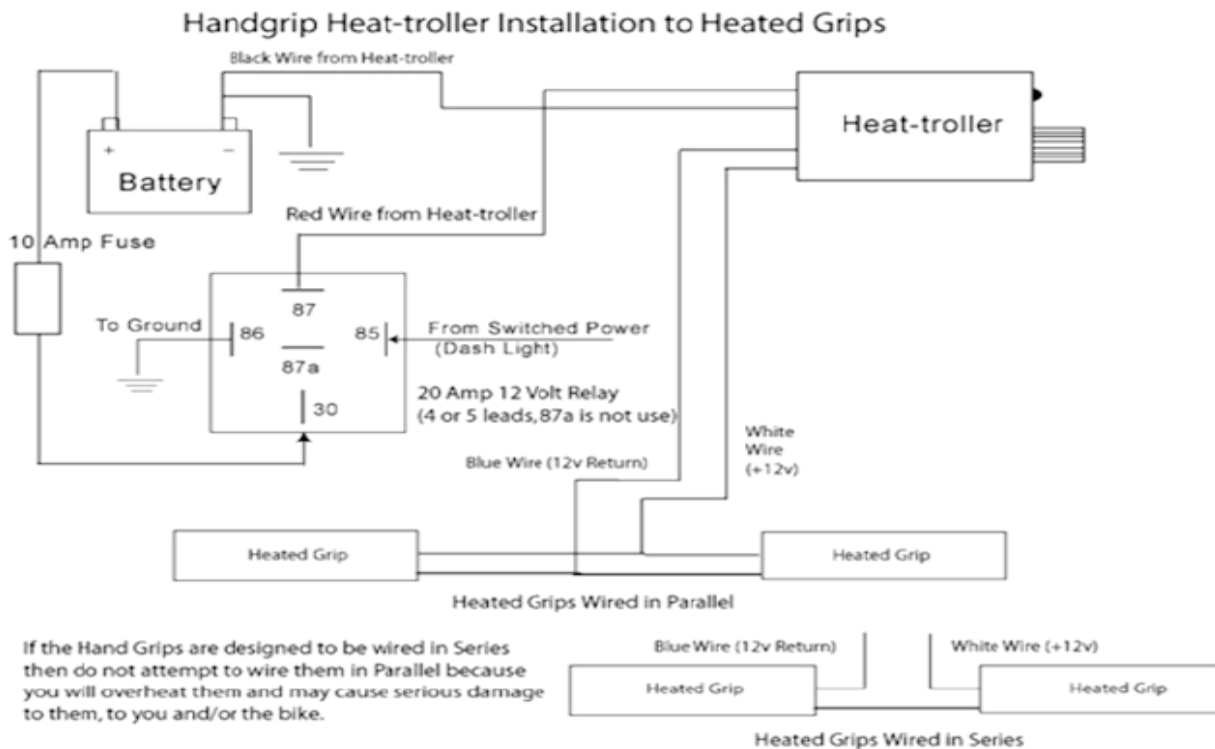 Handgrip Heat-troller Installation to Heated Grips
Black Wire from Heat-troller
Heat-troller
+
−
Battery
Red Wire from Heat-troller
10 Amp Fuse
87
To Ground
86
85
From Switched Power
(Dash Light)
87a
30
20 Amp 12 Volt Relay
(4 or 5 leads,87a is not use)
White
Wire
(+12v)
Blue Wire (12v Return)
Heated Grip
Heated Grip
Heated Grips Wired in Parallel
If the Hand Grips are designed to be wired in Series
then do not attempt to wire them in Parallel because
you will overheat them and may cause serious damage
to them, to you and/or the bike.
Blue Wire (12v Return)
White Wire (+12v)
Heated Grip
Heated Grip
Heated Grips Wired in Series